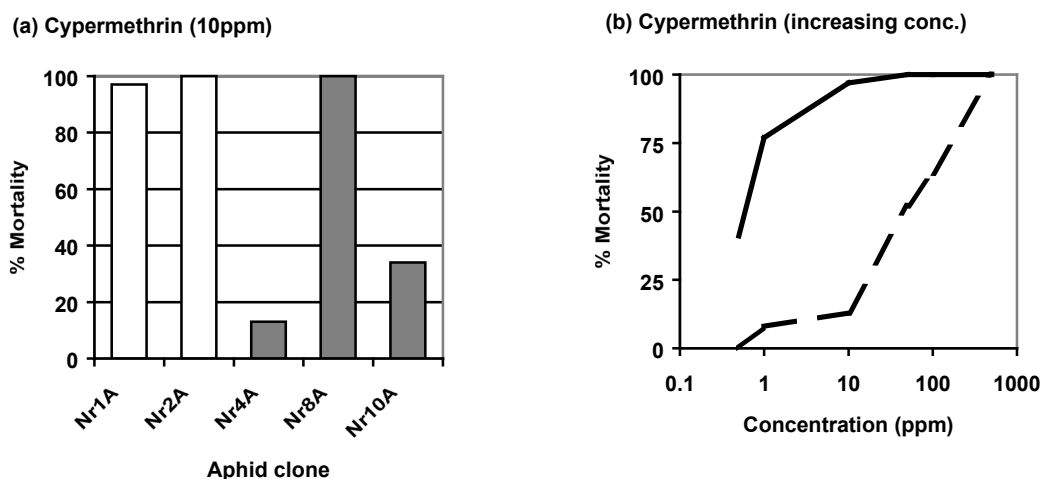 (a) Cypermethrin (10ppm)
100
80
60
40
20
0
% Mortality
Nr1A
Nr2A
Nr4A
Nr8A
Nr10A
Aphid clone
(b) Cypermethrin (increasing conc.)
100
75
50
25
0
% Mortality
0.1
1
10
100
1000
Concentration (ppm)